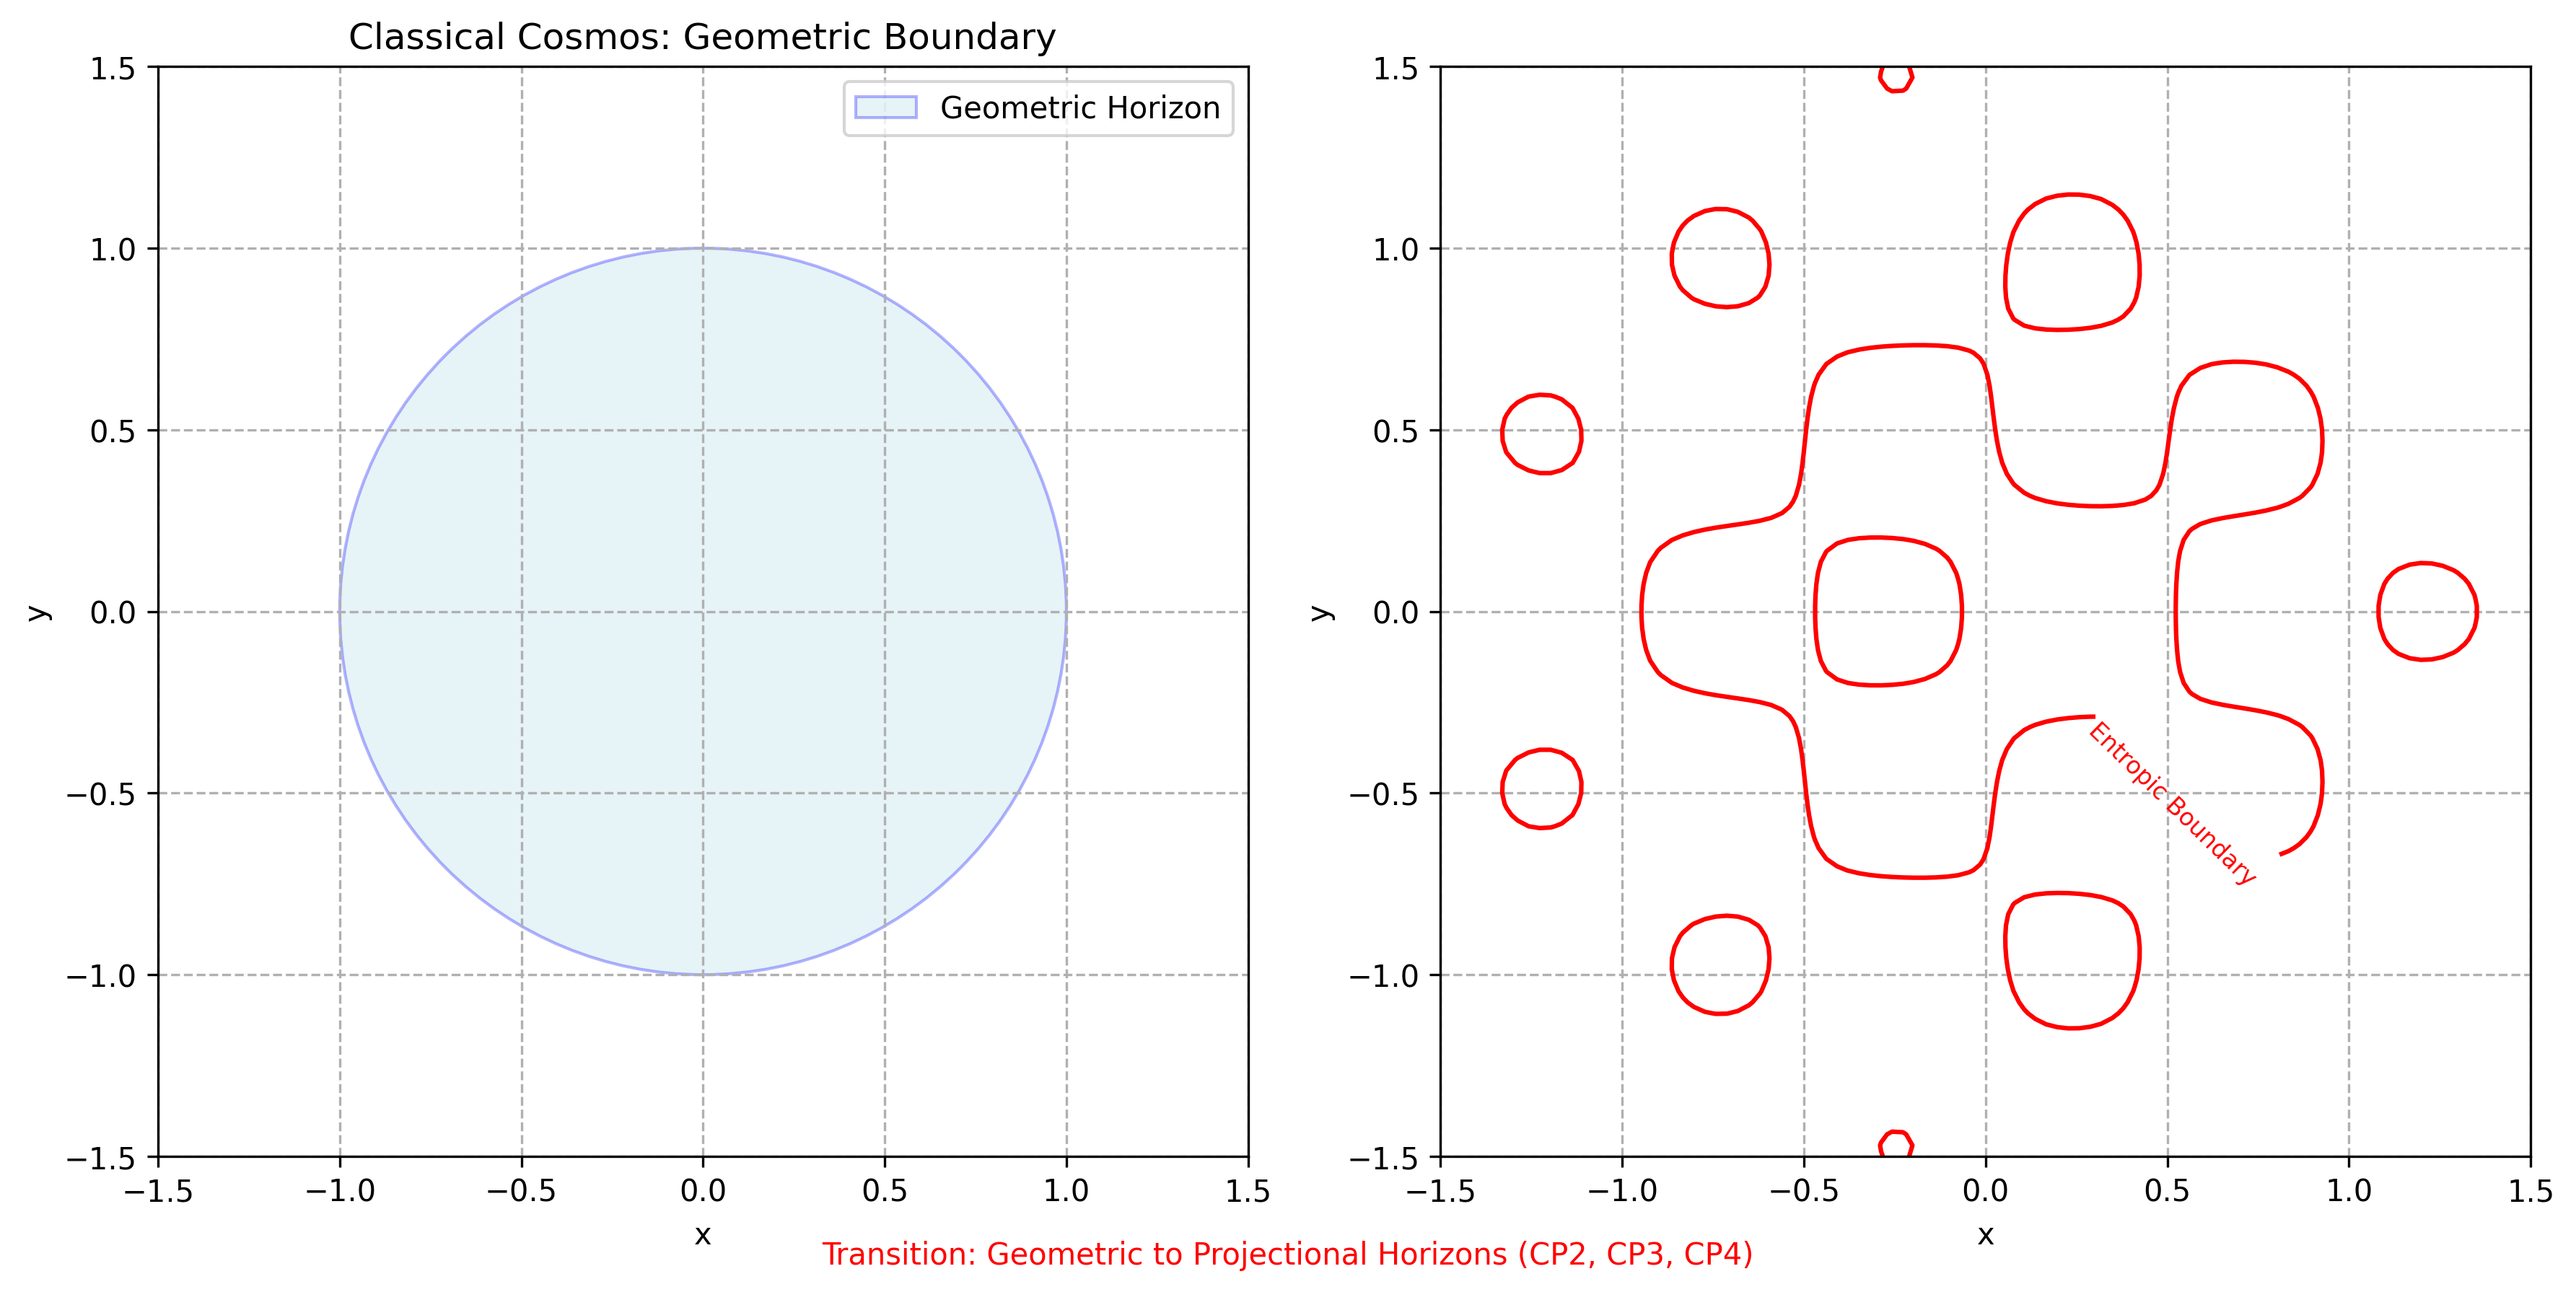 Classical Cosmos: Geometric Boundary
Geometric Horizon
1.5
1.0
0.5
0.0
−0.5
−1.0
−1.5
y
−1.5 −1.0 −0.5 0.0 0.5 1.0 1.5
x
1.5
1.0
0.5
0.0
−0.5
−1.0
−1.5
y
Entropic Boundary
−1.5 −1.0 −0.5 0.0 0.5 1.0 1.5
x
Transition: Geometric to Projectional Horizons (CP2, CP3, CP4)